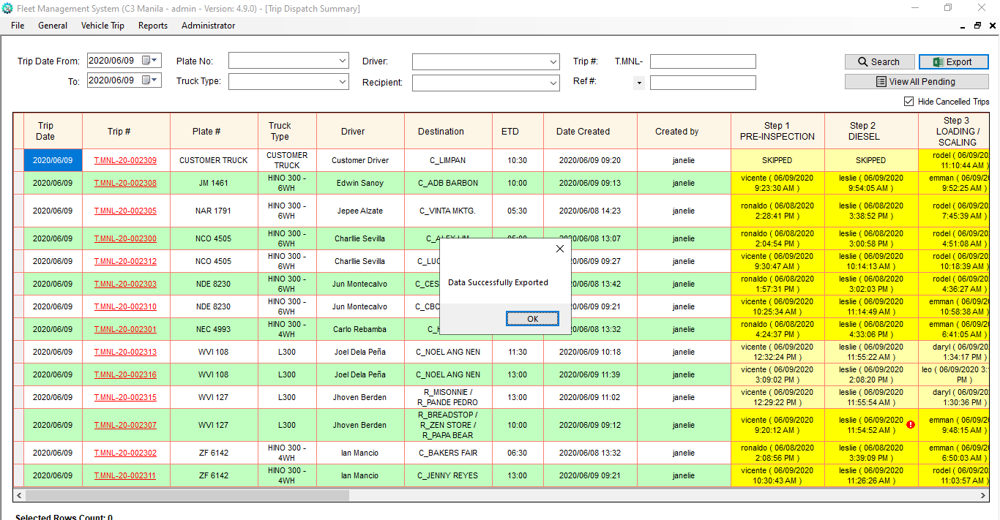 Fleet Management System (C3 Manila - admin - Version: 4.9.0) - [Trip Dispatch Summary]
File General Vehicle Trip Reports Administrator
Trip Date From: 2020/06/09 Plate No: Driver: Trip #: T.MNL- Search Export
To: 2020/06/09 Truck Type: Recipient: Ref #: View All Pending
Hide Cancelled Trips
Trip Date Trip # Plate # Truck Type Driver Destination ETD Date Created Created by Step 1 PRE-INSPECTION Step 2 DIESEL Step 3 LOADING / SCALING
2020/06/09 T.MNL-20-002309 CUSTOMER TRUCK CUSTOMER TRUCK Customer Driver C_LIMPAN 10:30 2020/06/09 09:20 janelie SKIPPED SKIPPED rodel ( 06/09/20 11:10:44 AM )
2020/06/09 T.MNL-20-002308 JM 1461 HINO 300 - 6WH Edwin Sanoy C_ADB BARBON 10:00 2020/06/09 09:13 janelie vicente ( 06/09/2020 9:23:30 AM ) leslie ( 06/09/2020 9:54:05 AM ) emman ( 06/09/20 9:52:25 AM )
2020/06/09 T.MNL-20-002305 NAR 1791 HINO 300 - 6WH Jepee Alzate C_VINTA MKTG. 05:30 2020/06/08 14:23 janelie ronaldo ( 06/08/2020 2:28:41 PM ) leslie ( 06/08/2020 3:38:52 PM ) rodel ( 06/09/20 7:45:39 AM )
2020/06/09 T.MNL-20-002300 NCO 4505 HINO 300 - 6WH Charllie Sevilla 2020/06/08 13:07 janelie ronaldo ( 06/08/2020 2:04:54 PM ) leslie ( 06/08/2020 3:00:58 PM ) rodel ( 06/09/20 4:51:08 AM )
2020/06/09 T.MNL-20-002312 NCO 4505 HINO 300 - 6WH Charllie Sevilla C_LUC 20/06/09 09:27 janelie vicente ( 06/09/2020 9:30:47 AM ) leslie ( 06/09/2020 10:14:13 AM ) rodel ( 06/09/20 10:18:39 AM )
2020/06/09 T.MNL-20-002303 NDE 8230 HINO 300 - 6WH Jun Montecalvo C_CES 20/06/08 13:42 janelie ronaldo ( 06/08/2020 1:57:31 PM ) leslie ( 06/08/2020 3:02:03 PM ) rodel ( 06/09/20 4:36:27 AM )
Data Successfully Exported
2020/06/09 T.MNL-20-002310 NDE 8230 HINO 300 - 6WH Jun Montecalvo C_CBC 20/06/09 09:21 janelie vicente ( 06/09/2020 10:25:34 AM ) leslie ( 06/09/2020 11:14:49 AM ) emman ( 06/09/20 10:58:38 AM )
OK
2020/06/09 T.MNL-20-002301 NEC 4993 HINO 300 - 4WH Carlo Rebamba 20/06/08 13:32 janelie ronaldo ( 06/08/2020 4:24:37 PM ) leslie ( 06/08/2020 4:33:06 PM ) emman ( 06/09/20 6:41:05 AM )
2020/06/09 T.MNL-20-002313 WVI 108 L300 Joel Dela Peña C_NOEL ANG NEN 11:30 2020/06/09 10:18 janelie vicente ( 06/09/2020 12:32:24 PM ) leslie ( 06/09/2020 11:55:22 AM ) daryl ( 06/09/20 1:34:17 PM )
2020/06/09 T.MNL-20-002316 WVI 108 L300 Joel Dela Peña C_NOEL ANG NEN 13:00 2020/06/09 11:39 janelie vicente ( 06/09/2020 3:09:02 PM ) leslie ( 06/09/2020 2:08:20 PM ) leo ( 06/09/2020 3:1 PM )
2020/06/09 T.MNL-20-002315 WVI 127 L300 Jhoven Berden R_MISONNIE / R_PANDE PEDRO 13:00 2020/06/09 11:02 janelie vicente ( 06/09/2020 12:29:22 PM ) leslie ( 06/09/2020 11:55:54 AM ) daryl ( 06/09/20 1:30:36 PM )
2020/06/09 T.MNL-20-002307 WVI 127 L300 Jhoven Berden R_BREADSTOP / R_ZEN STORE / R_PAPA BEAR 10:00 2020/06/09 09:12 janelie vicente ( 06/09/2020 9:20:12 AM ) leslie ( 06/09/2020 11:54:52 AM ) emman ( 06/09/20 9:48:15 AM )
2020/06/09 T.MNL-20-002302 ZF 6142 HINO 300 - 4WH Ian Mancio C_BAKERS FAIR 06:30 2020/06/08 13:32 janelie ronaldo ( 06/08/2020 2:08:56 PM ) leslie ( 06/08/2020 3:39:09 PM ) emman ( 06/09/20 6:50:03 AM )
2020/06/09 T.MNL-20-002311 ZF 6142 HINO 300 - 4WH Ian Mancio C_JENNY REYES 13:00 2020/06/09 09:21 janelie vicente ( 06/09/2020 10:30:43 AM ) leslie ( 06/09/2020 11:26:26 AM ) rodel ( 06/09/20 11:03:57 AM )
Selected Rows Count: 0